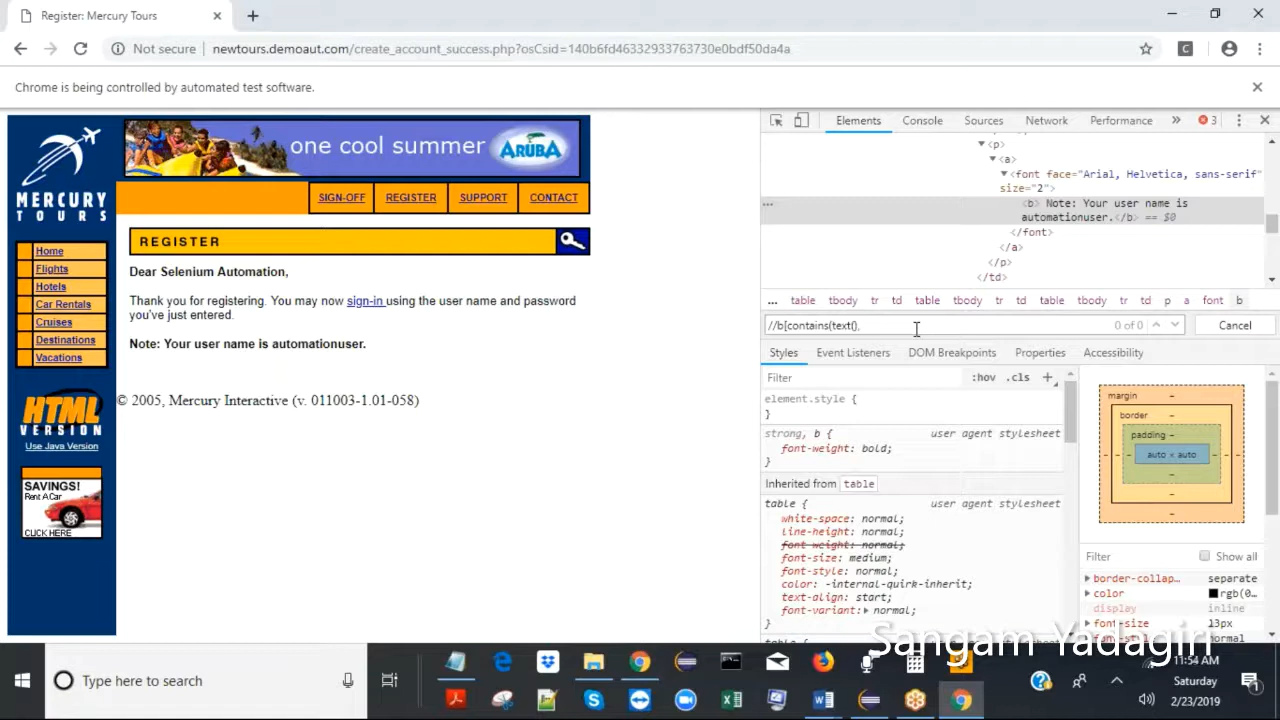 Register: Mercury Tours
Not secure
newtours.demoaut.com/create_account_success.php?osCsid=140b6fd46332933763730e0bdf50da4a
Chrome is being controlled by automated test software.
one cool summer
ARUBA
MERCURY
TOURS
SIGN-OFF REGISTER SUPPORT CONTACT
REGISTER
Home
Flights
Hotels
Car Rentals
Cruises
Destinations
Vacations
Dear Selenium Automation,
Thank you for registering. You may now sign-in using the user name and password
you've just entered.
Note: Your user name is automationuser.
© 2005, Mercury Interactive (v. 011003-1.01-058)
HTML
VERSION
Use Java Version
SAVINGS!
Rent A Car
CLICK HERE
Elements Console Sources Network Performance » 3
<p>
<a>
<font face="Arial, Helvetica, sans-serif"
size="2">
<b> Note: Your user name is
automationuser.</b> == $0
</font>
</a>
</p>
</td>
... table tbody tr td table tbody tr td table tbody tr td p a font b
//b[contains(text(), 0 of 0 Cancel
Styles Event Listeners DOM Breakpoints Properties Accessibility
Filter :hov .cls +
element.style {
}
strong, b { user agent stylesheet
font-weight: bold;
}
Inherited from table
table { user agent stylesheet
white-space: normal;
line-height: normal;
font-weight: normal;
font-size: medium;
font-style: normal;
color: -internal-quirk-inherit;
text-align: start;
font-variant: normal;
}
margin -
border -
padding -
auto × auto
Filter Show all
border-collap… separate
color rgb(0…
display inline
font-size 13px
normal
Sangam Yadagiri
Type here to search
11:54 AM
Saturday
2/23/2019